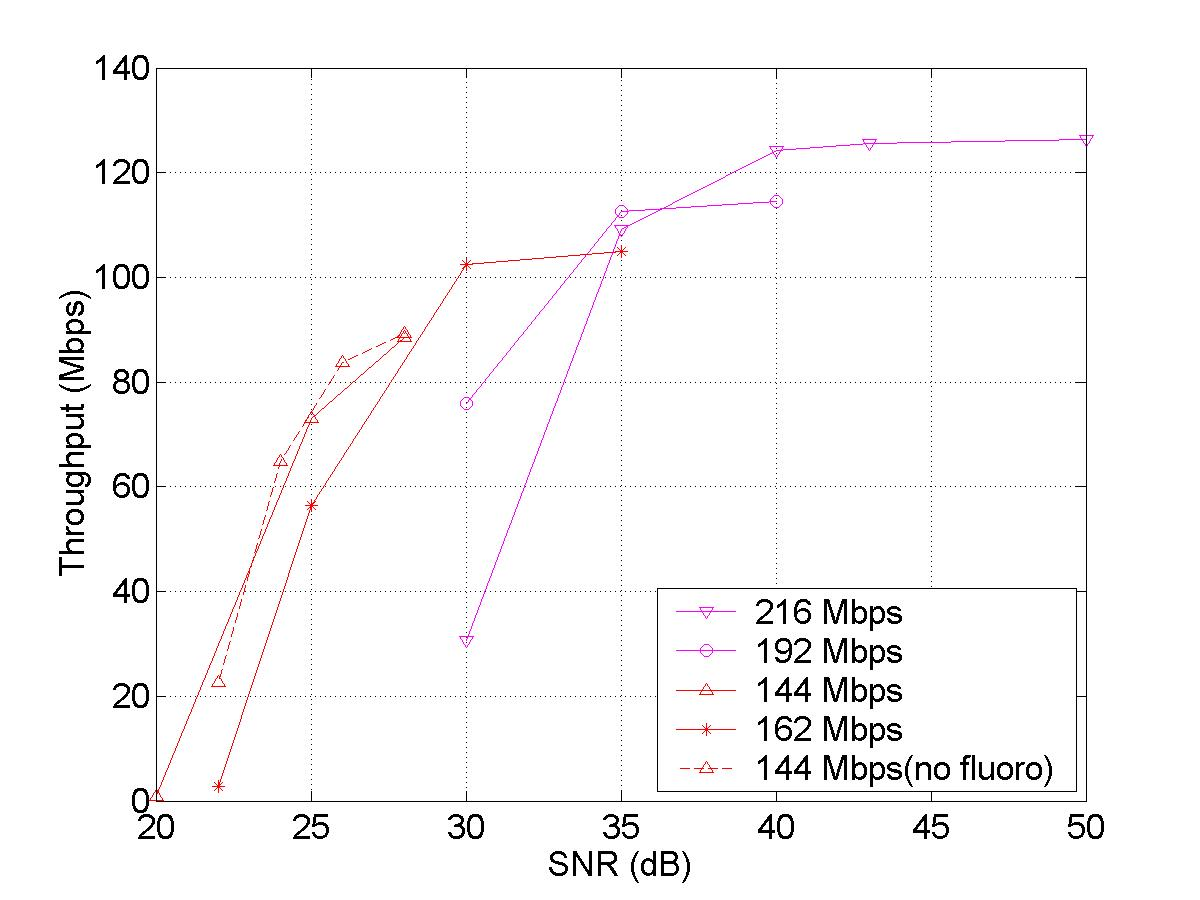 140
120
100
80
60
40
20
0
Throughput (Mbps)
216 Mbps
192 Mbps
144 Mbps
162 Mbps
144 Mbps(no fluoro)
20 25 30 35 40 45 50
SNR (dB)